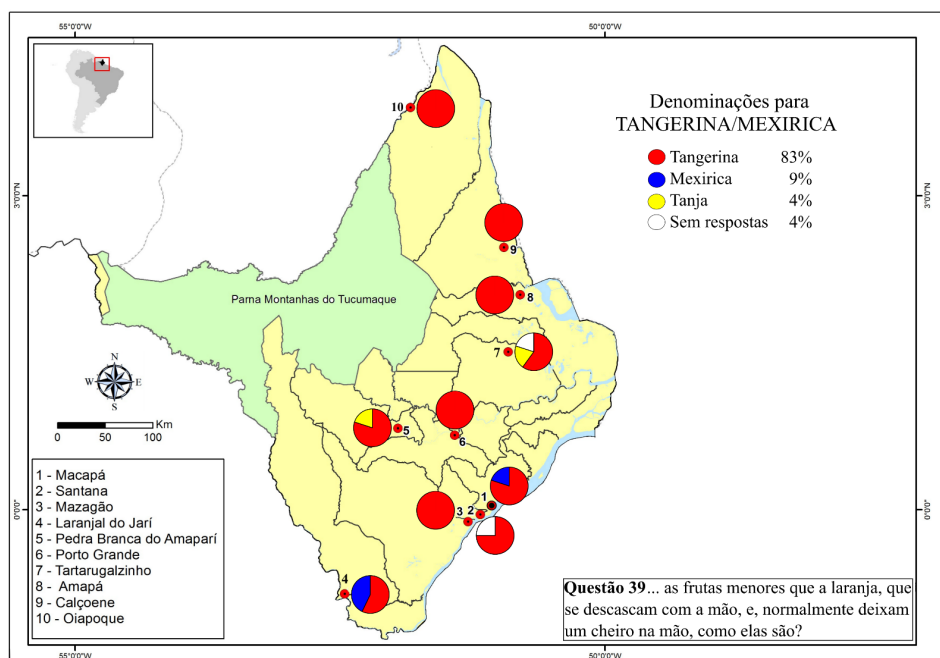 55°0'0"W
50°0'0"W
Denominações para
TANGERINA/MEXIRICA
Tangerina 83%
Mexirica 9%
Tanja 4%
Sem respostas 4%
3°0'0"N
3°0'0"N
10
9
8
Parna Montanhas do Tucumaque
7
N
W E
S
Km
0 50 100
5
6
1 - Macapá
2 - Santana
3 - Mazagão
4 - Laranjal do Jarí
5 - Pedra Branca do Amaparí
6 - Porto Grande
7 - Tartarugalzinho
8 - Amapá
9 - Calçoene
10 - Oiapoque
1
3 2
0°0'0"
0°0'0"
4
Questão 39... as frutas menores que a laranja, que
se descascam com a mão, e, normalmente deixam
um cheiro na mão, como elas são?
55°0'0"W
50°0'0"W